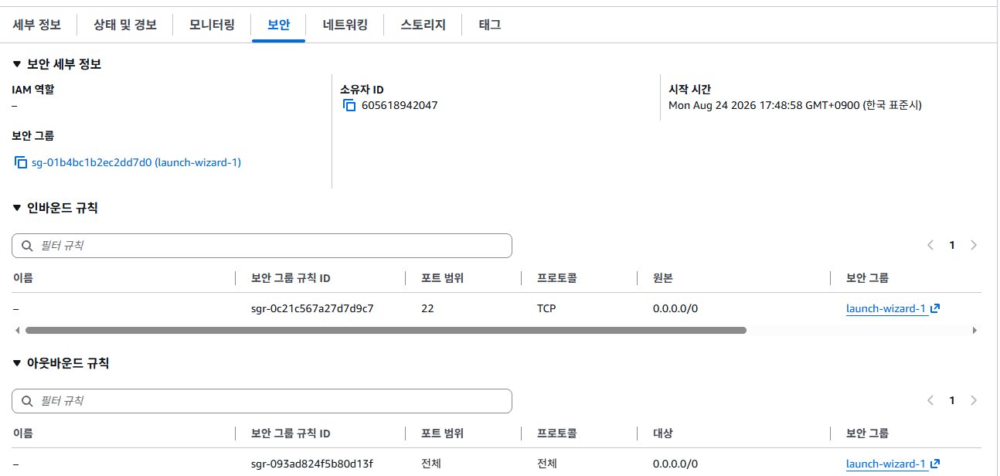 세부 정보 상태 및 경보 모니터링 보안 네트워킹 스토리지 태그
▼ 보안 세부 정보
IAM 역할 소유자 ID 시작 시간
– 605618942047 Mon Aug 24 2026 17:48:58 GMT+0900 (한국 표준시)
보안 그룹
sg-01b4bc1b2ec2dd7d0 (launch-wizard-1)
▼ 인바운드 규칙
필터 규칙 1
이름 보안 그룹 규칙 ID 포트 범위 프로토콜 원본 보안 그룹
– sgr-0c21c567a27d7d9c7 22 TCP 0.0.0.0/0 launch-wizard-1
▼ 아웃바운드 규칙
필터 규칙 1
이름 보안 그룹 규칙 ID 포트 범위 프로토콜 대상 보안 그룹
– sgr-093ad824f5b80d13f 전체 전체 0.0.0.0/0 launch-wizard-1